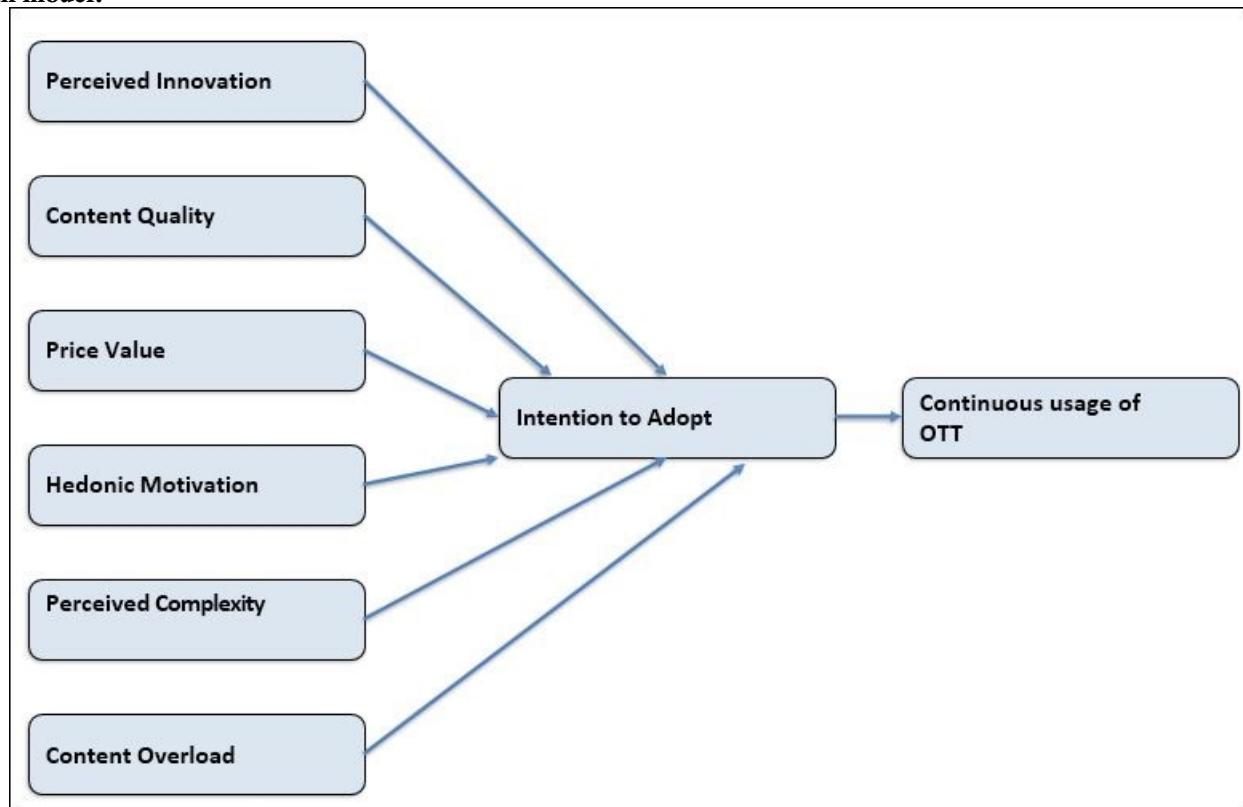 n model.
Perceived Innovation
Content Quality
Price Value
Hedonic Motivation
Perceived Complexity
Content Overload
Intention to Adopt
Continuous usage of
OTT